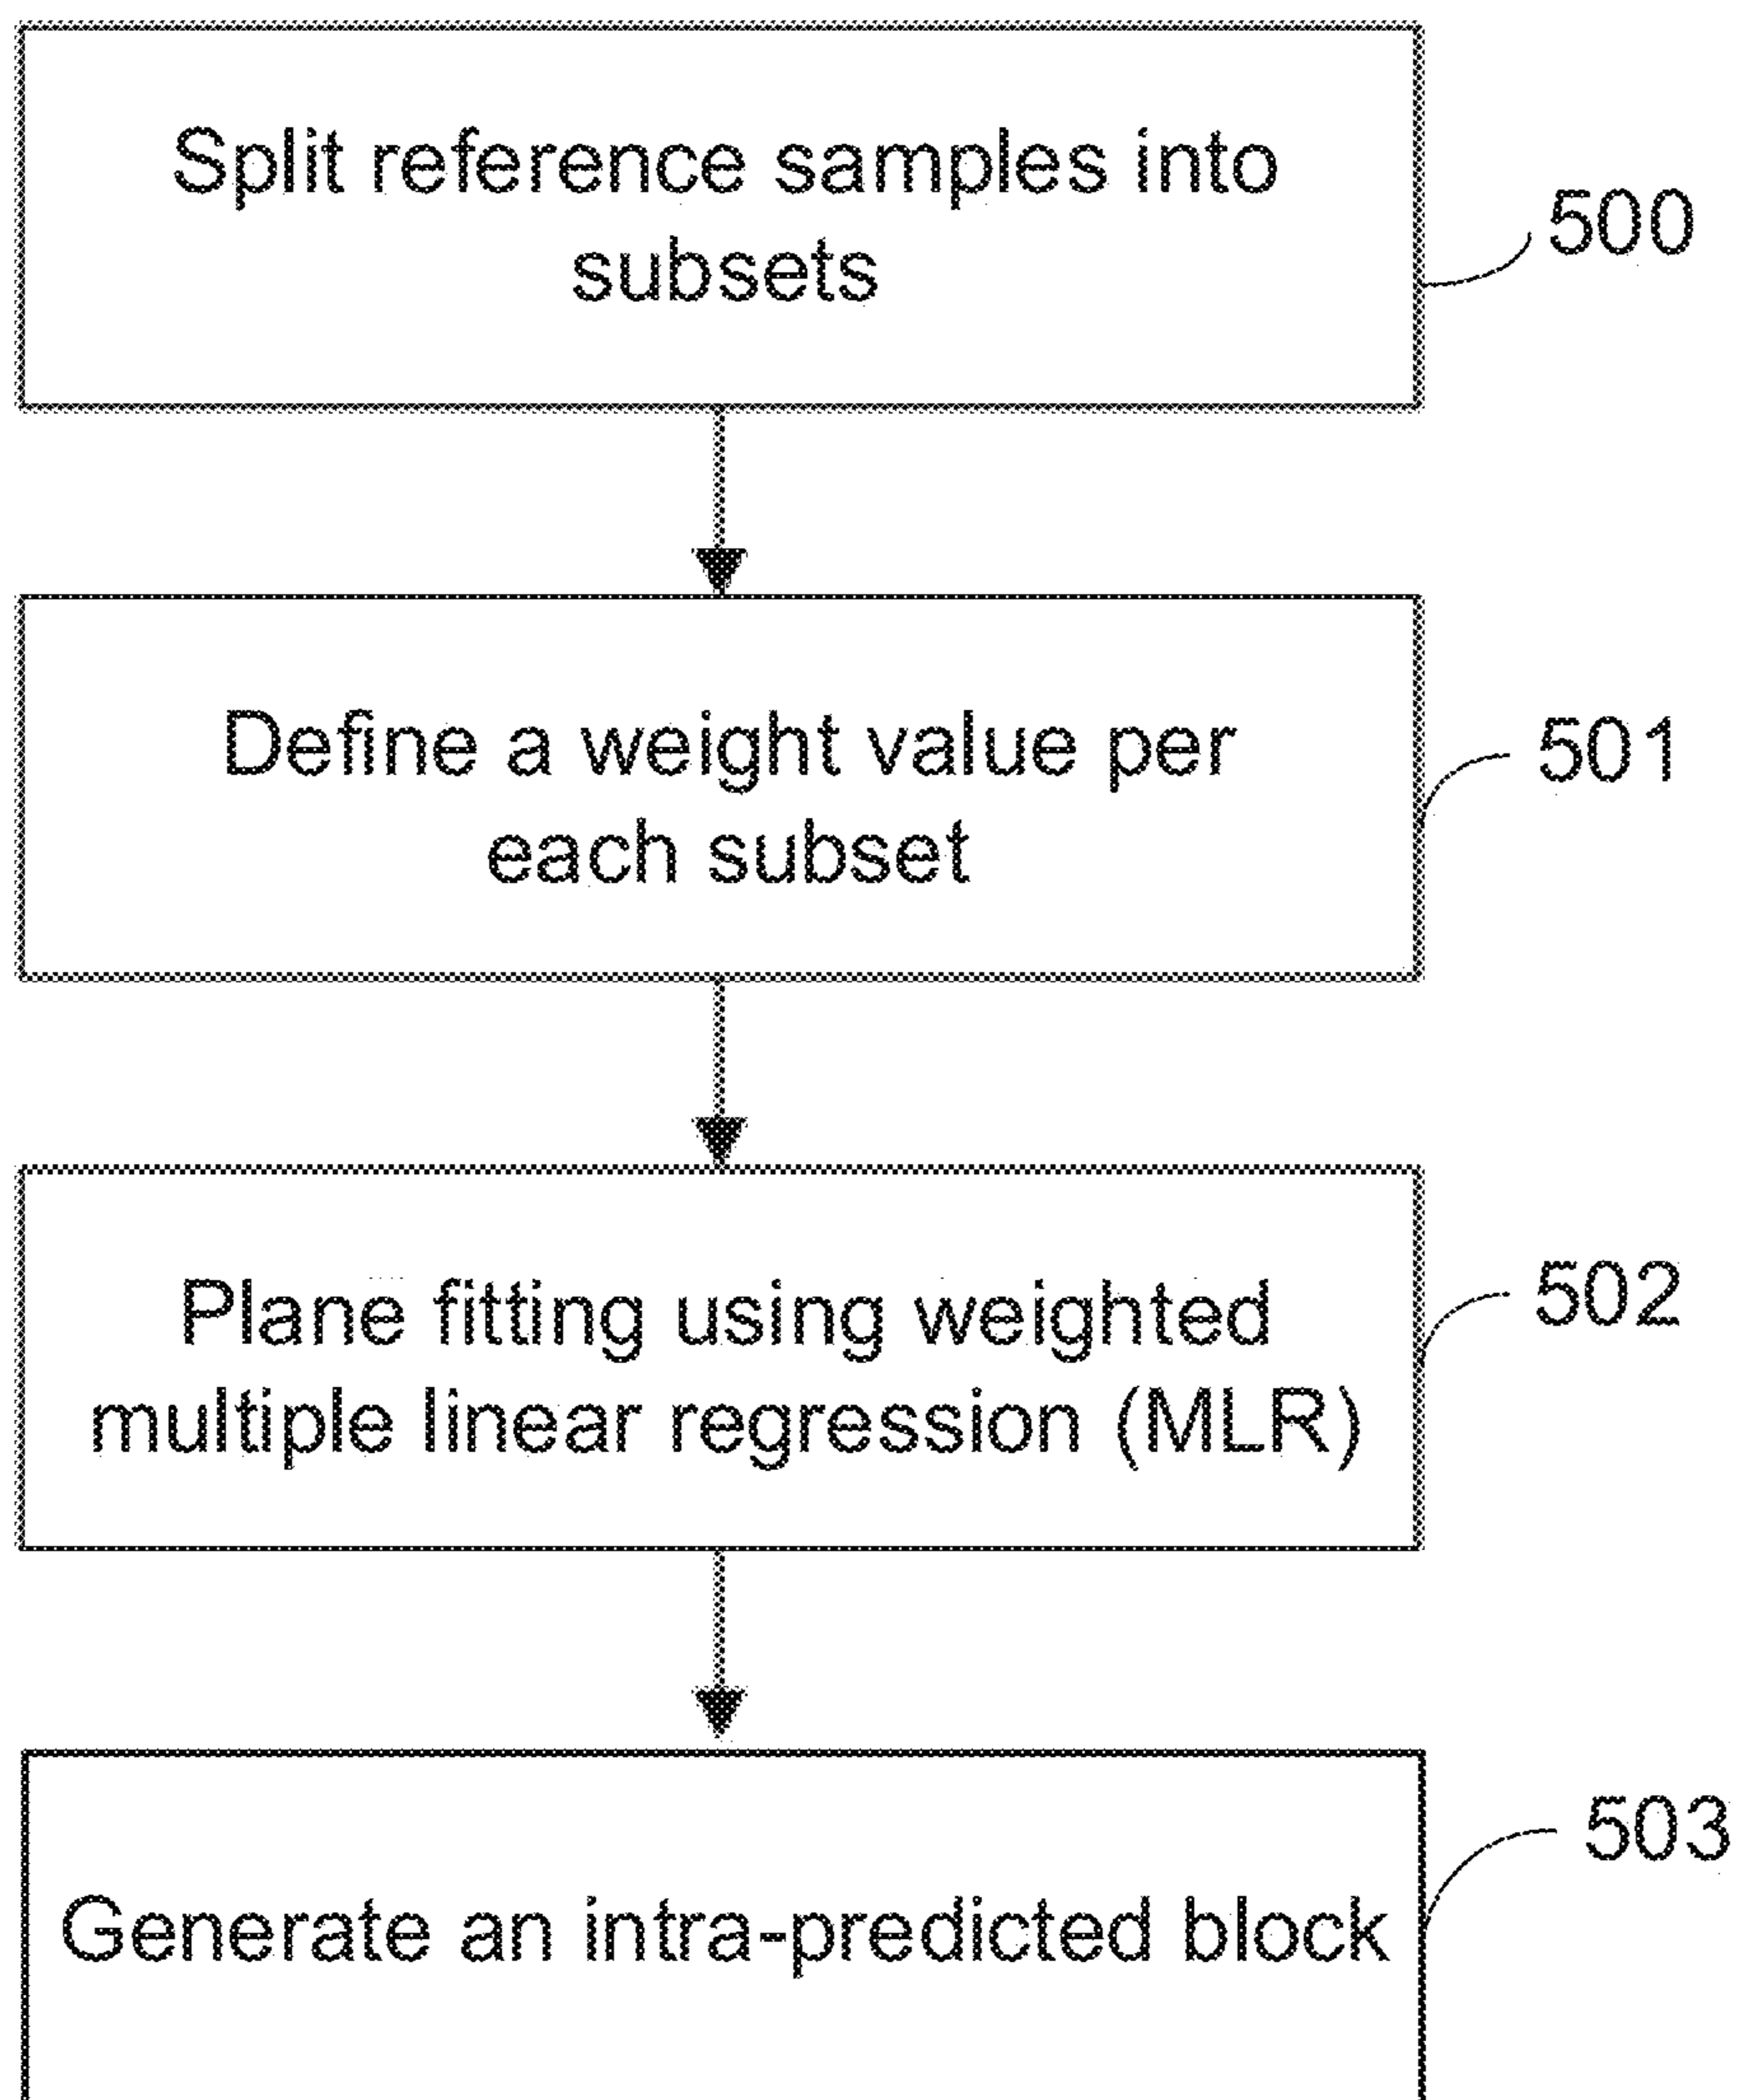 Split reference samples into
subsets
500
Define a weight value per
each subset
501
Plane fitting using weighted
multiple linear regression (MLR)
502
Generate an intra-predicted block
503